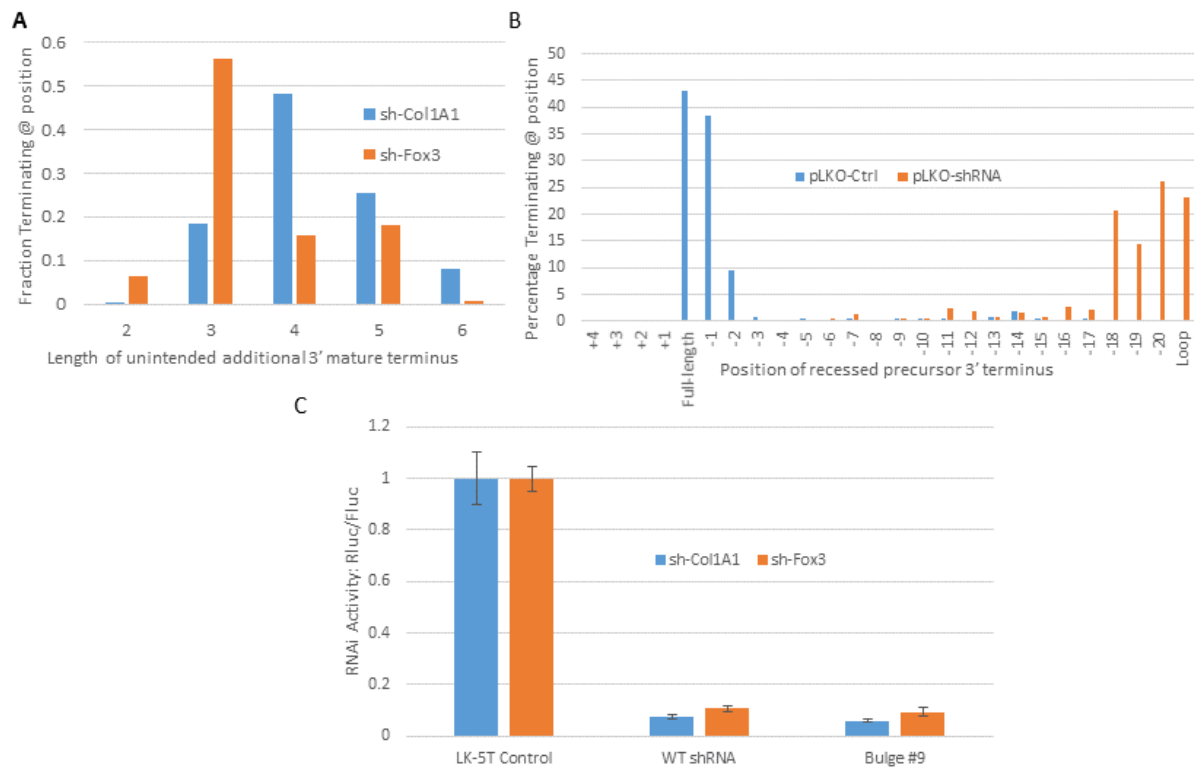 A
Fraction Terminating @ position
0.6
0.5
0.4
0.3
0.2
0.1
0
sh-Col1A1
sh-Fox3
2 3 4 5 6
Length of unintended additional 3' mature terminus
B
Percentage Terminating @ position
50
45
40
35
30
25
20
15
10
5
0
pLKO-Ctrl pLKO-shRNA
+4 +3 +2 +1 Full-length -1 -2 -3 -4 -5 -6 -7 -8 -9 -10 -11 -12 -13 -14 -15 -16 -17 -18 -19 -20 Loop
Position of recessed precursor 3' terminus
C
RNAi Activity: Rluc/Fluc
1.2
1
0.8
0.6
0.4
0.2
0
sh-Col1A1 sh-Fox3
LK-5T Control WT shRNA Bulge #9